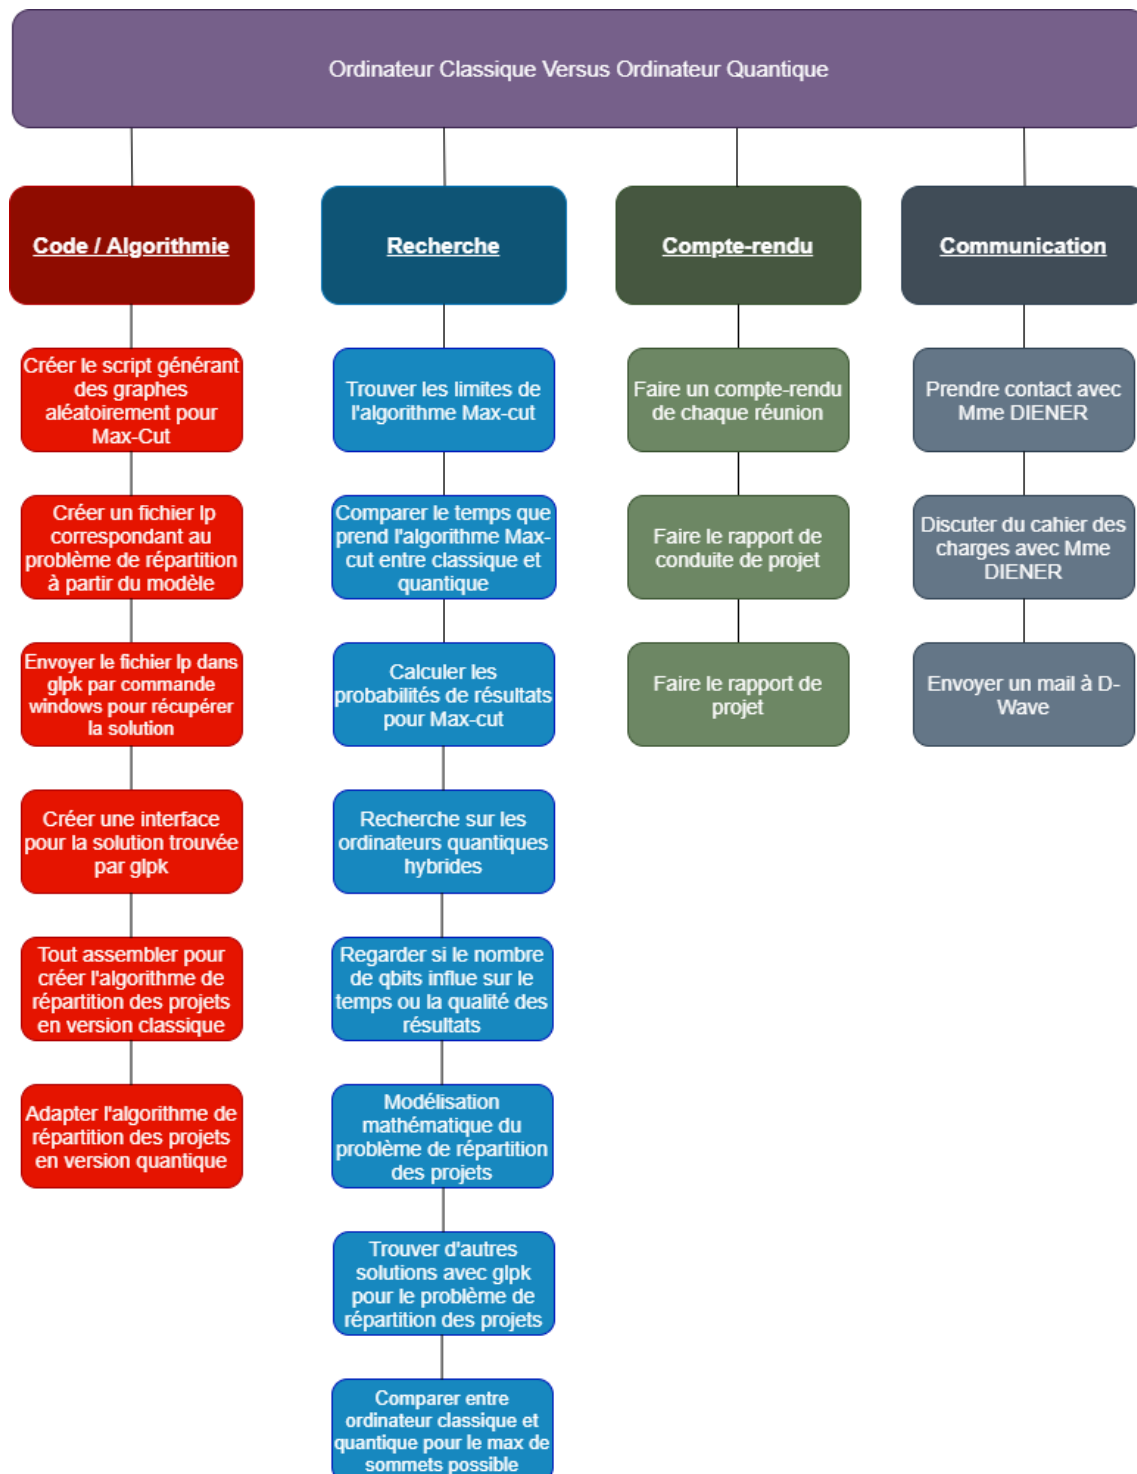 Ordinateur Classique Versus Ordinateur Quantique
Code / Algorithmie
Créer le script générant
des graphes
aléatoirement pour
Max-Cut
Créer un fichier lp
correspondant au
problème de répartition
à partir du modèle
Envoyer le fichier lp dans
glpk par commande
windows pour récupérer
la solution
Créer une interface
pour la solution trouvée
par glpk
Tout assembler pour
créer l'algorithme de
répartition des projets
en version classique
Adapter l'algorithme de
répartition des projets
en version quantique
Recherche
Trouver les limites de
l'algorithme Max-cut
Comparer le temps que
prend l'algorithme Max-
cut entre classique et
quantique
Calculer les
probabilités de résultats
pour Max-cut
Recherche sur les
ordinateurs quantiques
hybrides
Regarder si le nombre
de qbits influe sur le
temps ou la qualité des
résultats
Modélisation
mathématique du
problème de répartition
des projets
Trouver d'autres
solutions avec glpk
pour le problème de
répartition des projets
Comparer entre
ordinateur classique et
quantique pour le max de
sommets possible
Compte-rendu
Faire un compte-rendu
de chaque réunion
Faire le rapport de
conduite de projet
Faire le rapport de
projet
Communication
Prendre contact avec
Mme DIENER
Discuter du cahier des
charges avec Mme
DIENER
Envoyer un mail à D-
Wave